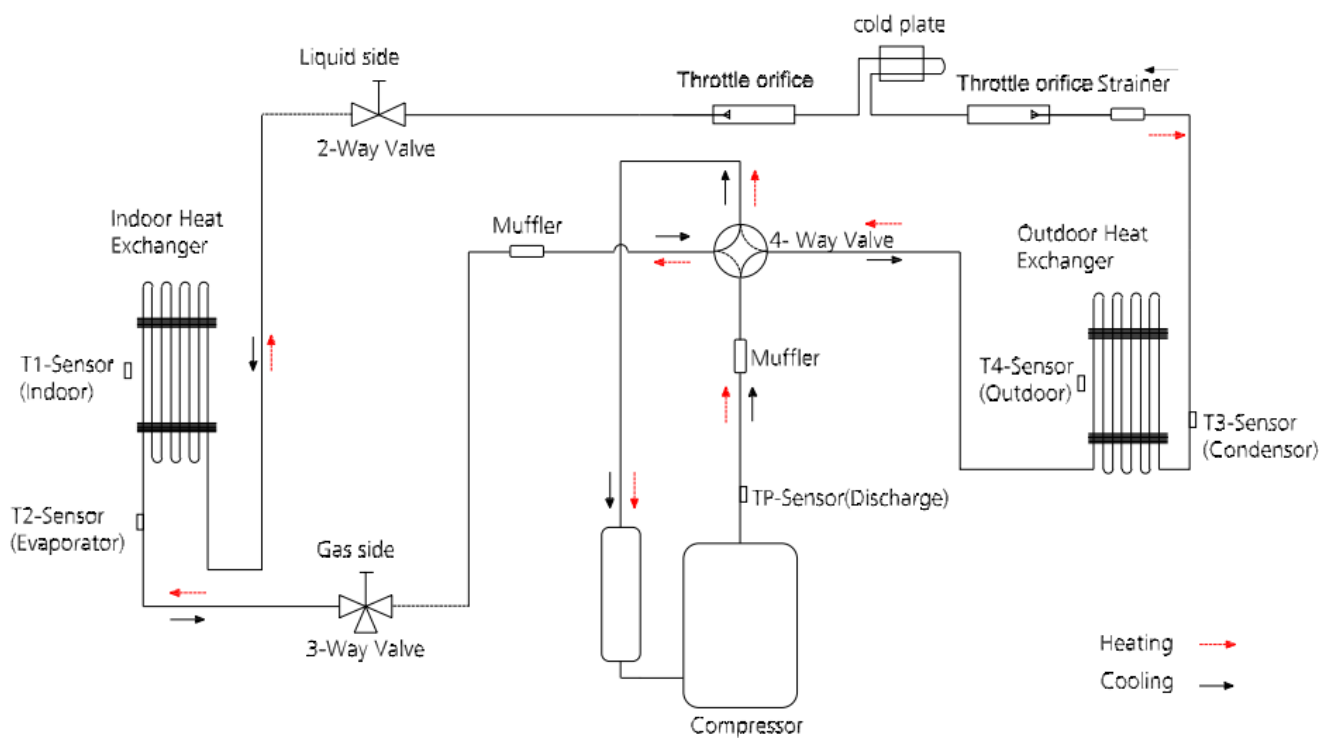 cold plate
Liquid side
Throttle orifice
Throttle orifice Strainer
2-Way Valve
Indoor Heat
Exchanger
Muffler
4- Way Valve
Outdoor Heat
Exchanger
T1-Sensor
(Indoor)
Muffler
T4-Sensor
(Outdoor)
T3-Sensor
(Condensor)
TP-Sensor(Discharge)
T2-Sensor
(Evaporator)
Gas side
3-Way Valve
Heating
Cooling
Compressor